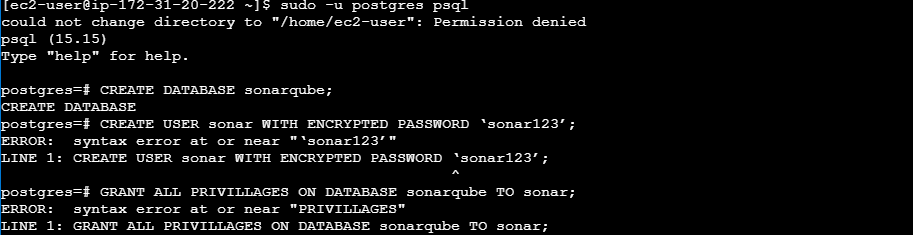 [ec2-user@ip-172-31-20-222 ~]$ sudo -u postgres psql
could not change directory to "/home/ec2-user": Permission denied
psql (15.15)
Type "help" for help.
postgres=# CREATE DATABASE sonarqube;
CREATE DATABASE
postgres=# CREATE USER sonar WITH ENCRYPTED PASSWORD ‘sonar123’;
ERROR:  syntax error at or near "‘sonar123’"
LINE 1: CREATE USER sonar WITH ENCRYPTED PASSWORD ‘sonar123’;
^
postgres=# GRANT ALL PRIVILLAGES ON DATABASE sonarqube TO sonar;
ERROR:  syntax error at or near "PRIVILLAGES"
LINE 1: GRANT ALL PRIVILLAGES ON DATABASE sonarqube TO sonar;